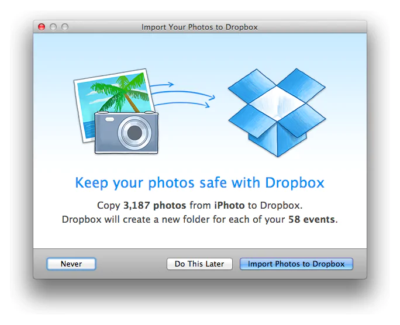 Import Your Photos to Dropbox
Keep your photos safe with Dropbox
Copy 3,187 photos from iPhoto to Dropbox.
Dropbox will create a new folder for each of your 58 events.
Never
Do This Later
Import Photos to Dropbox